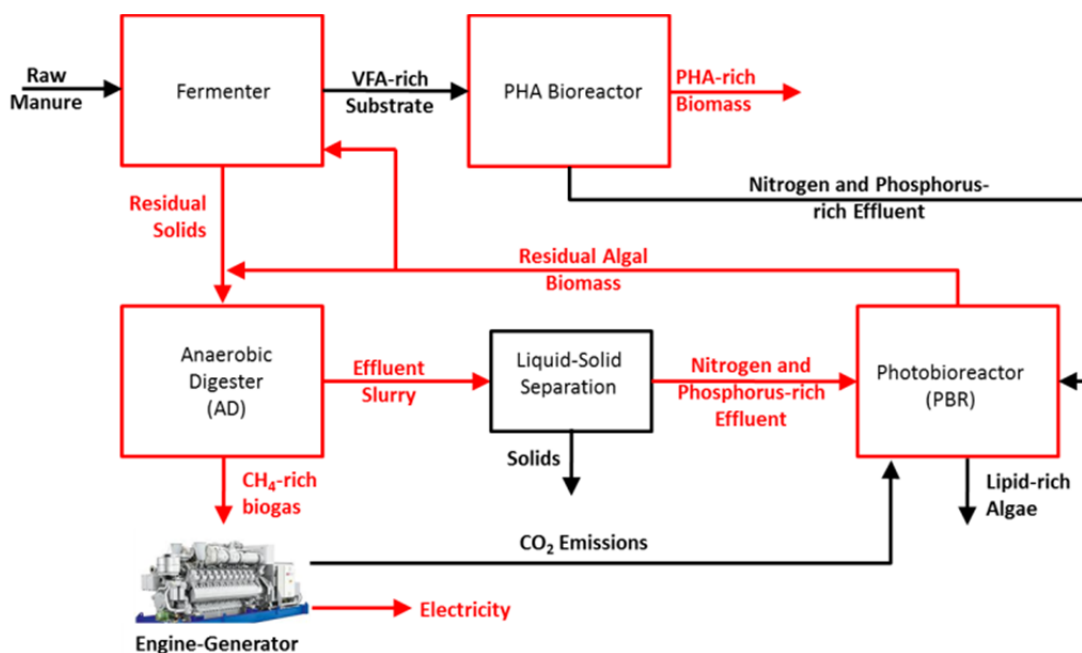 Raw
Manure
Fermenter
VFA-rich
Substrate
PHA Bioreactor
PHA-rich
Biomass
Nitrogen and Phosphorus-
rich Effluent
Residual
Solids
Residual Algal
Biomass
Anaerobic
Digester
(AD)
Effluent
Slurry
Liquid-Solid
Separation
Nitrogen and
Phosphorus-rich
Effluent
Photobioreactor
(PBR)
Solids
CH₄-rich
biogas
Lipid-rich
Algae
CO₂ Emissions
Electricity
Engine-Generator